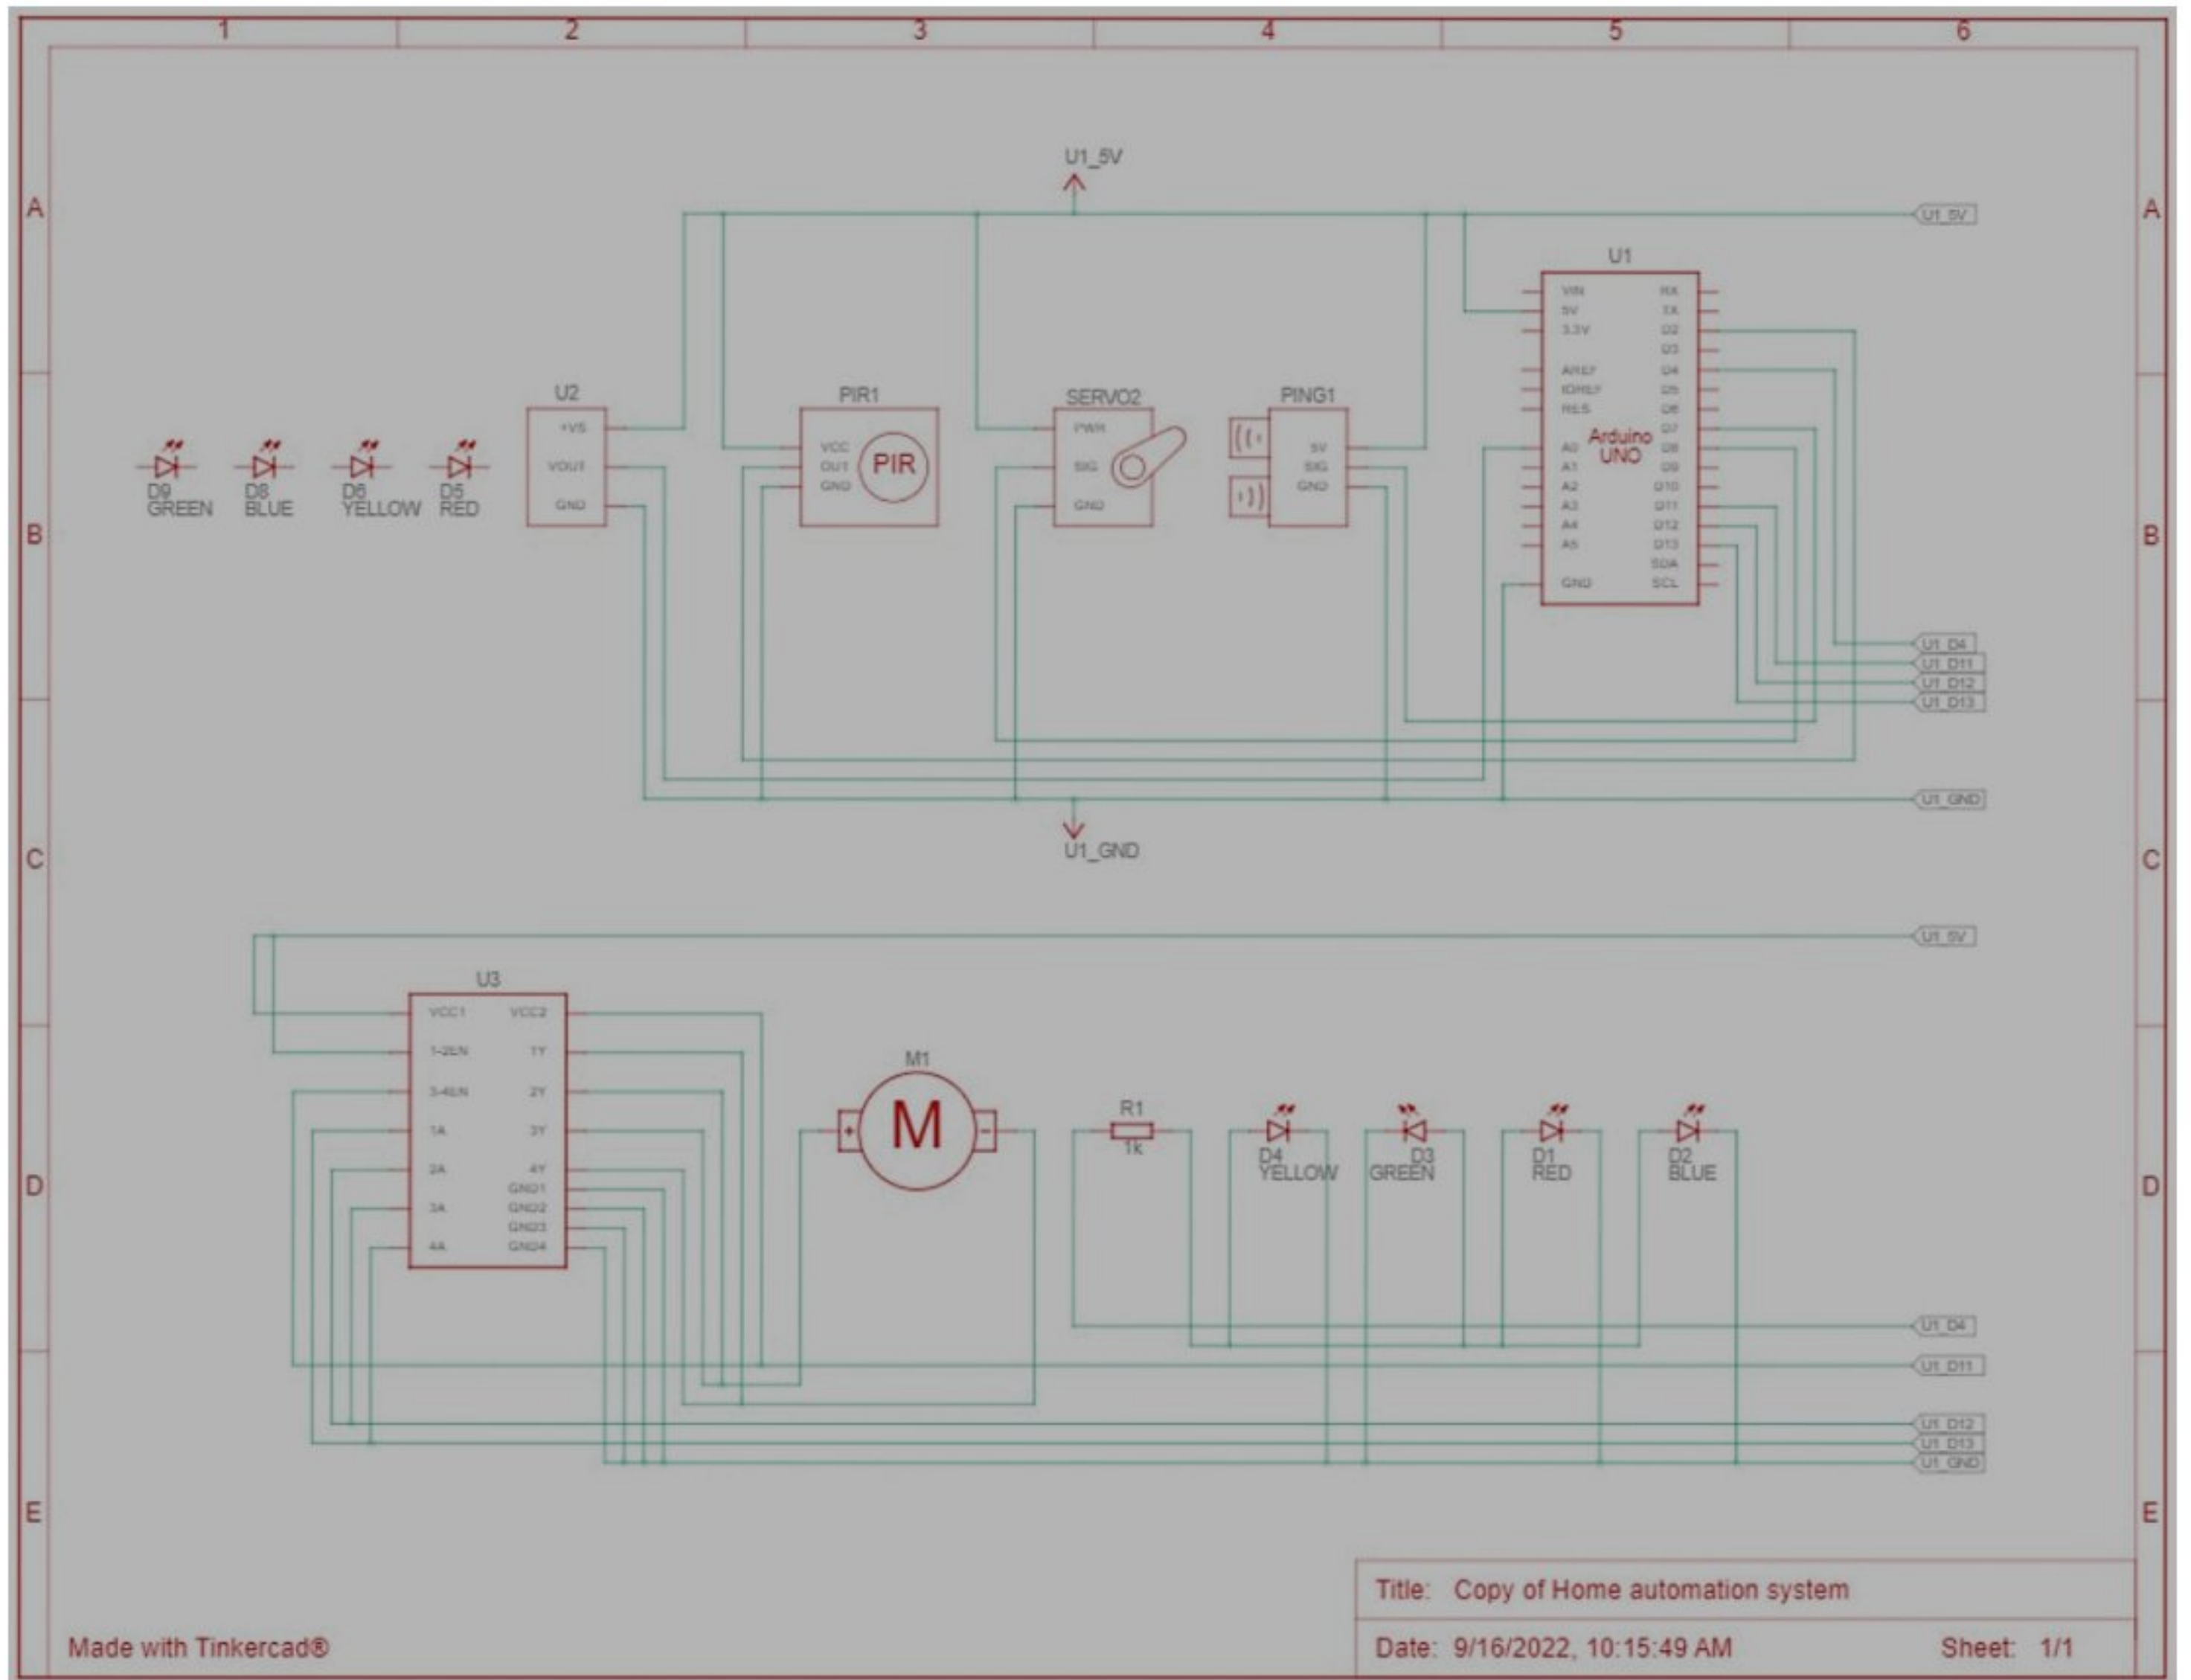 1 2 3 4 5 6
U1_5V
A A
U1_5V
U1
VIN RX
5V TX
3.3V D2
D3
AREF D4
IOREF D5
RES D6
D7
A0 D8
A1 D9
A2 D10
A3 D11
A4 D12
A5 D13
SDA
GND SCL
Arduino
UNO
U2
+VS
VOUT
GND
PIR1
VCC
OUT
GND
PIR
SERVO2
PWR
SIG
GND
PING1
5V
SIG
GND
D9 D8 D6 D5
GREEN BLUE YELLOW RED
B B
U1_D4
U1_D11
U1_D12
U1_D13
U1_GND
U1_GND
C C
U1_5V
U3
VCC1 VCC2
1-2EN 1Y
3-4EN 2Y
1A 3Y
2A 4Y
GND1
3A GND2
GND3
4A GND4
M1
+ M -
R1
1k
D4 D3 D1 D2
YELLOW GREEN RED BLUE
D D
U1_D4
U1_D11
U1_D12
U1_D13
U1_GND
E E
Title: Copy of Home automation system
Made with Tinkercad®
Date: 9/16/2022, 10:15:49 AM Sheet: 1/1